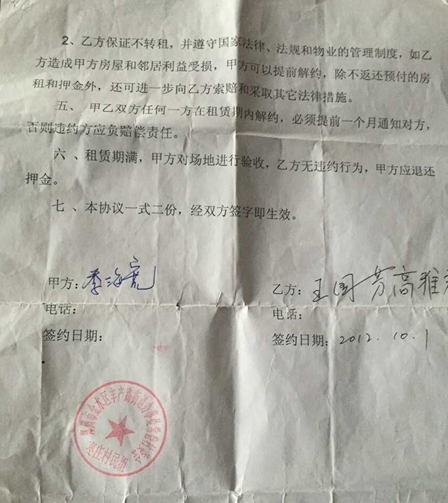 2、乙方保证不转租，并遵守国家法律、法规和物业的管理制度，如乙
方造成甲方房屋和邻居利益受损，甲方可以提前解约，除不返还预付的房
租和押金外，还可进一步向乙方索赔和采取其它法律措施。
五、 甲乙双方任何一方在租赁期内解约，必须提前一个月通知对方，
否则违约方应负赔偿责任。
六、租赁期满，甲方对场地进行验收，乙方无违约行为，甲方应退还
押金。
七、本协议一式二份，经双方签字即生效。
甲方：李海亮 乙方：王国芳高雅
电话： 电话：
签约日期： 签约日期：2012.10.1